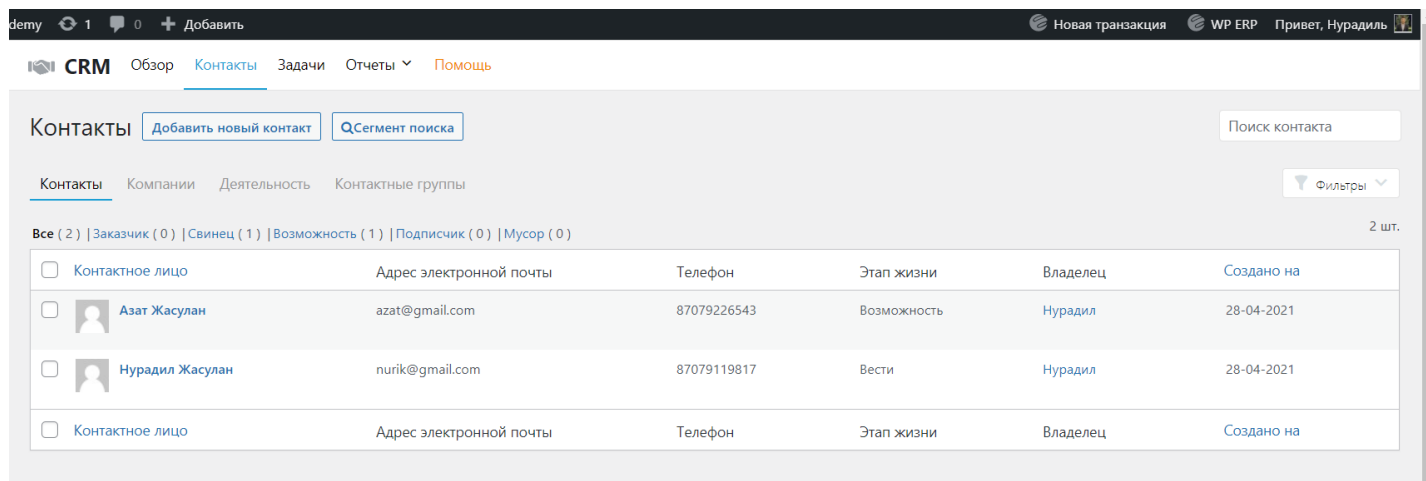 demy 1 0 Добавить Новая транзакция WP ERP Привет, Нурадиль
CRM Обзор Контакты Задачи Отчеты Помощь
Контакты Добавить новый контакт Сегмент поиска Поиск контакта
Контакты Компании Деятельность Контактные группы Фильтры
Все ( 2 ) | Заказчик ( 0 ) | Свинец ( 1 ) | Возможность ( 1 ) | Подписчик ( 0 ) | Мусор ( 0 ) 2 шт.
Контактное лицо Адрес электронной почты Телефон Этап жизни Владелец Создано на
Азат Жасулан azat@gmail.com 87079226543 Возможность Нурадил 28-04-2021
Нурадил Жасулан nurik@gmail.com 87079119817 Вести Нурадил 28-04-2021
Контактное лицо Адрес электронной почты Телефон Этап жизни Владелец Создано на